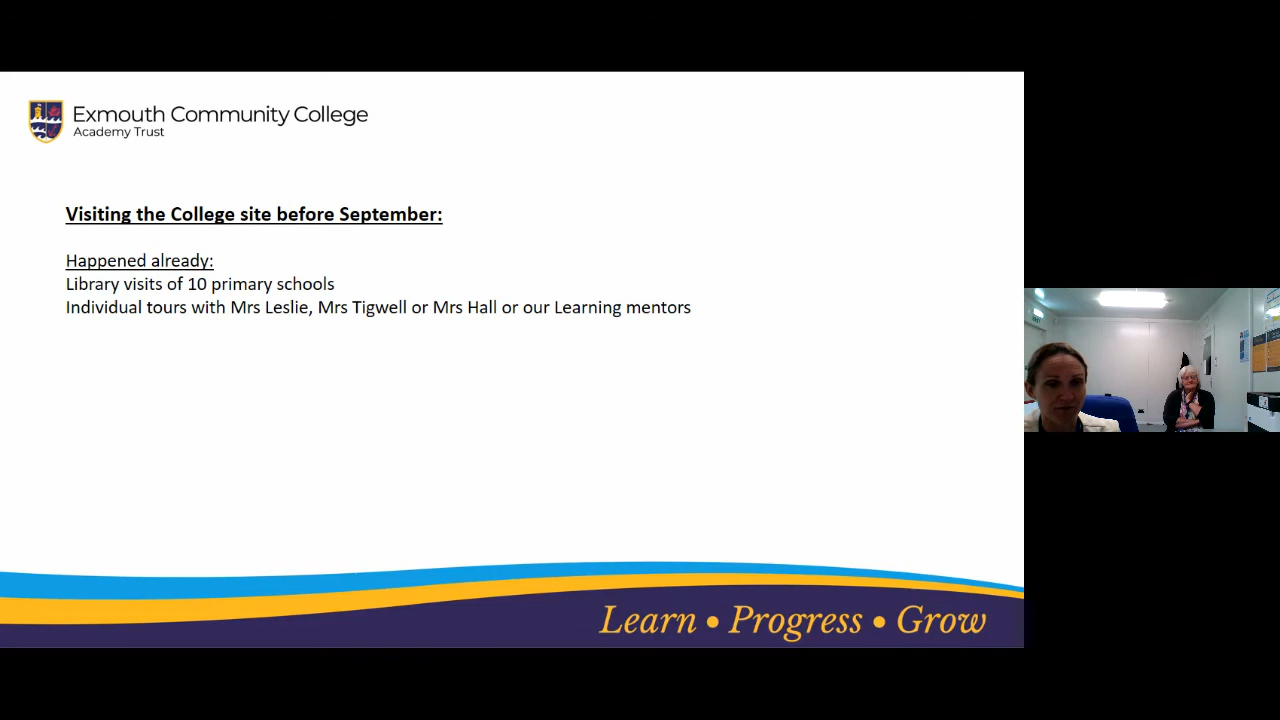 Exmouth Community College
Academy Trust
Visiting the College site before September:
Happened already:
Library visits of 10 primary schools
Individual tours with Mrs Leslie, Mrs Tigwell or Mrs Hall or our Learning mentors
Learn • Progress • Grow